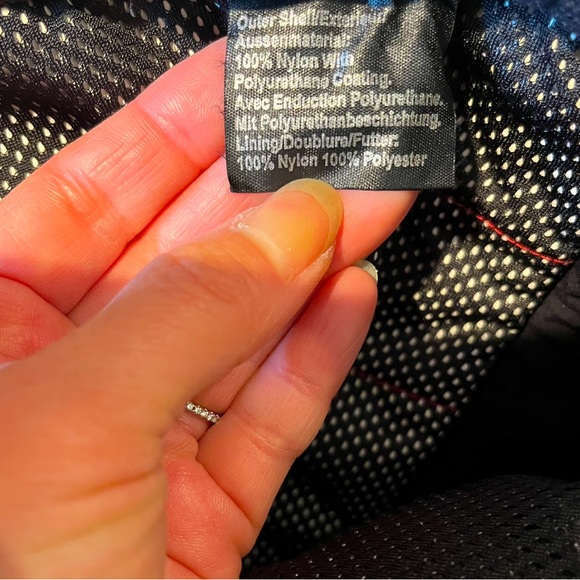 Outer Shell/Exterieur/
Aussenmaterial:
100% Nylon With
Polyurethane Coating.
Avec Enduction Polyurethane.
Mit Polyurethanbeschichtung.
Lining/Doublure/Futter:
100% Nylon 100% Polyester